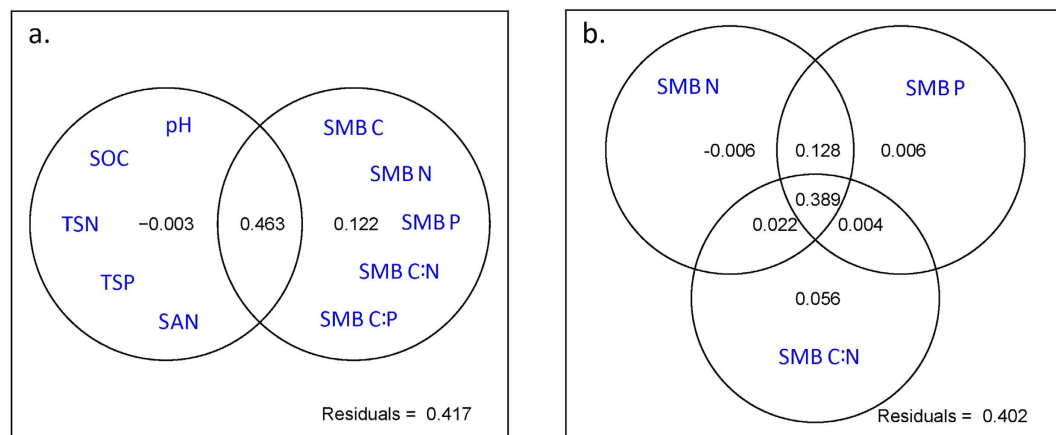 a.
pH
SMB C
SOC
SMB N
TSN
−0.003
0.463
0.122
SMB P
TSP
SMB C:N
SAN
SMB C:P
Residuals = 0.417
b.
SMB N
SMB P
-0.006
0.128
0.006
0.389
0.022
0.004
0.056
SMB C:N
Residuals = 0.402